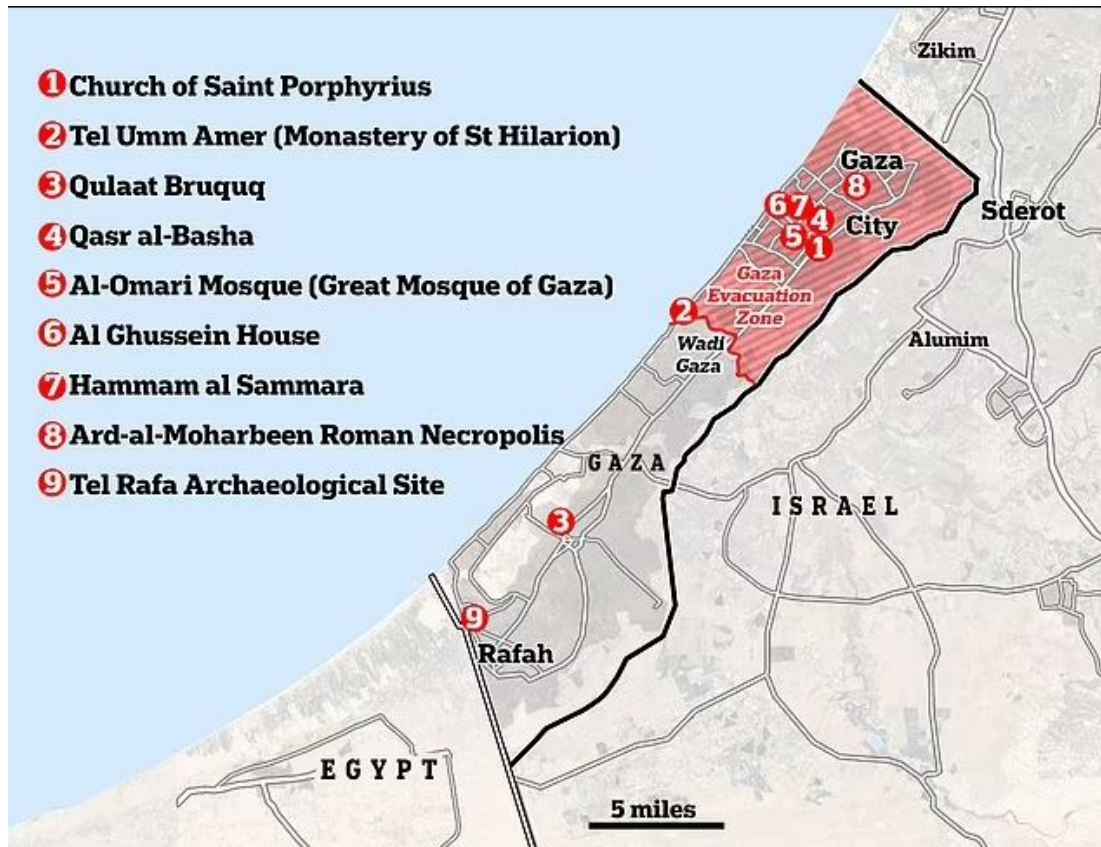 1 Church of Saint Porphyrius
2 Tel Umm Amer (Monastery of St Hilarion)
3 Qulaat Bruquq
4 Qasr al-Basha
5 Al-Omari Mosque (Great Mosque of Gaza)
6 Al Ghussein House
7 Hammam al Sammara
8 Ard-al-Moharbeen Roman Necropolis
9 Tel Rafa Archaeological Site
Zikim
Gaza
8
6 7 4
City
5 1
Sderot
Gaza
Evacuation
Zone
2
Wadi
Gaza
Alumim
GAZA
ISRAEL
3
9
Rafah
EGYPT
5 miles